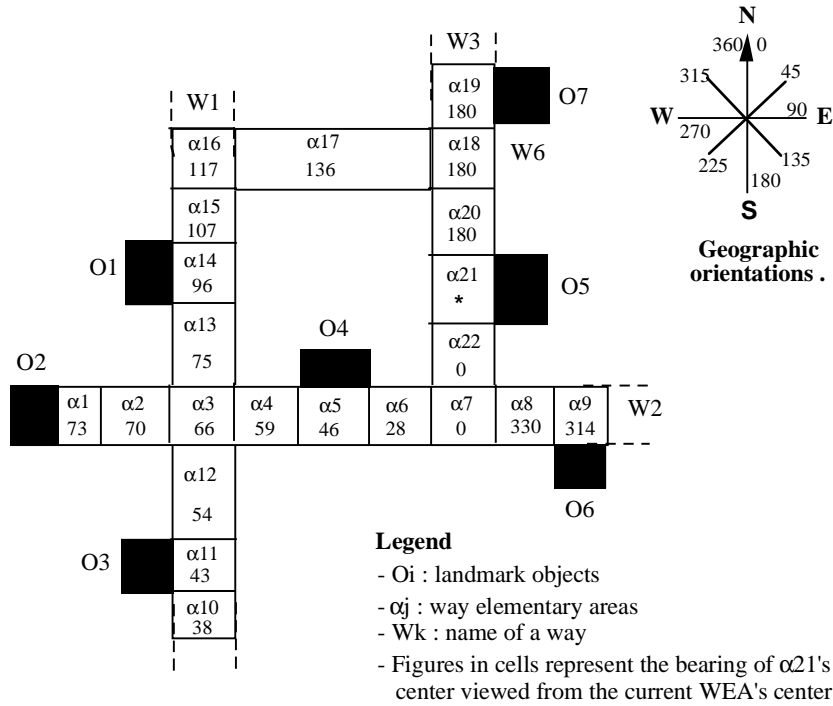 N
360 0
315 45
W 90 E
270
225 135
180
S
Geographic
orientations .
W3
W1
α19
180
O7
α16
117
α17
136
α18
180
W6
α15
107
α20
180
O1
α14
96
α21
*
O5
α13
75
O4
α22
0
O2
α1 α2 α3 α4 α5 α6 α7 α8 α9
73 70 66 59 46 28 0 330 314
W2
α12
54
O6
O3
α11
43
α10
38
Legend
- Oi : landmark objects
- αj : way elementary areas
- Wk : name of a way
- Figures in cells represent the bearing of α21's
center viewed from the current WEA's center